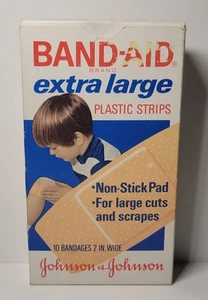 BAND-AID®
BRAND
extra large
PLASTIC STRIPS
•Non-Stick Pad
•For large cuts
and scrapes
10 BANDAGES 2 IN. WIDE
Johnson & Johnson